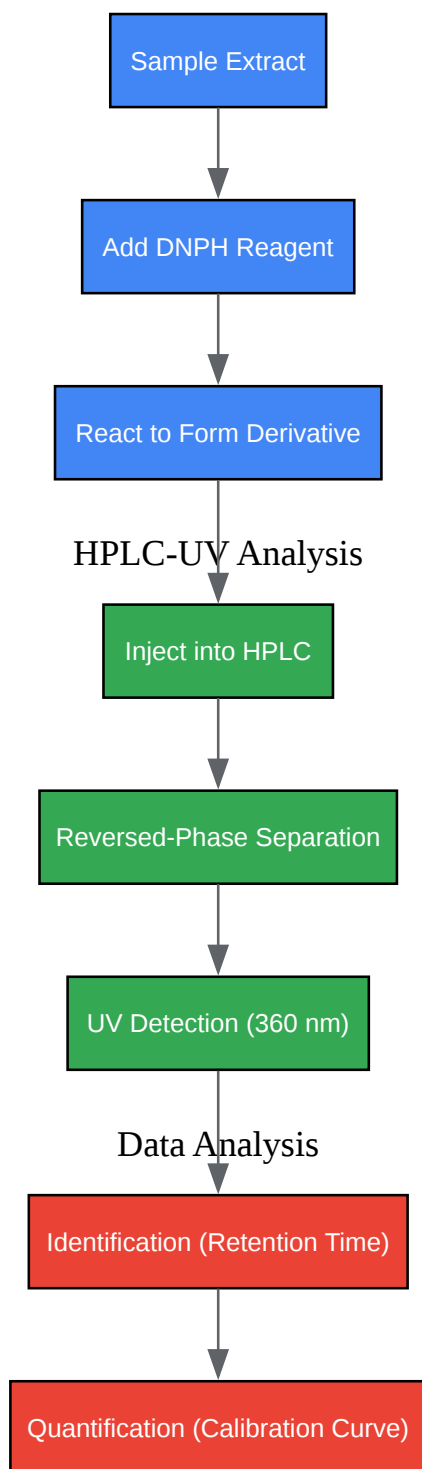 Sample Extract
Add DNPH Reagent
React to Form Derivative
HPLC-UV Analysis
Inject into HPLC
Reversed-Phase Separation
UV Detection (360 nm)
Data Analysis
Identification (Retention Time)
Quantification (Calibration Curve)